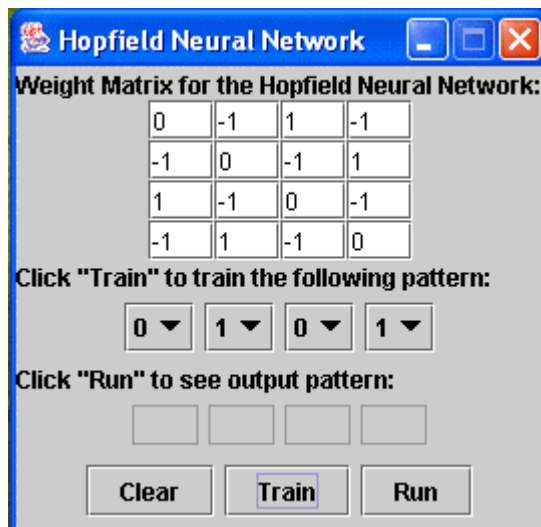 Hopfield Neural Network
Weight Matrix for the Hopfield Neural Network:
0 -1 1 -1
-1 0 -1 1
1 -1 0 -1
-1 1 -1 0
Click "Train" to train the following pattern:
0 1 0 1
Click "Run" to see output pattern:
Clear Train Run